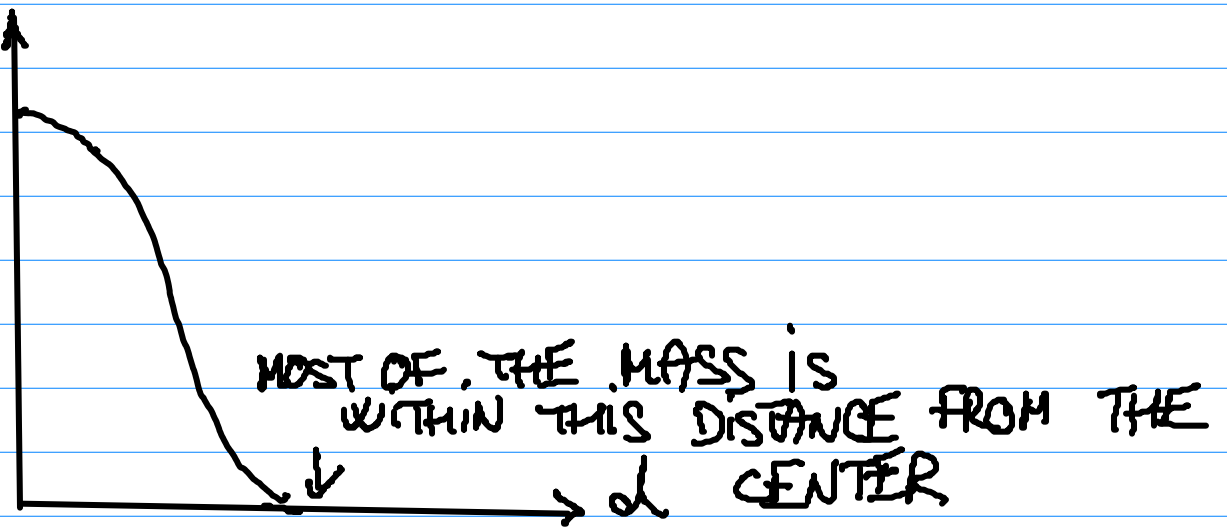 MOST OF THE MASS is
WITHIN THIS DISTANCE FROM THE
CENTER
d